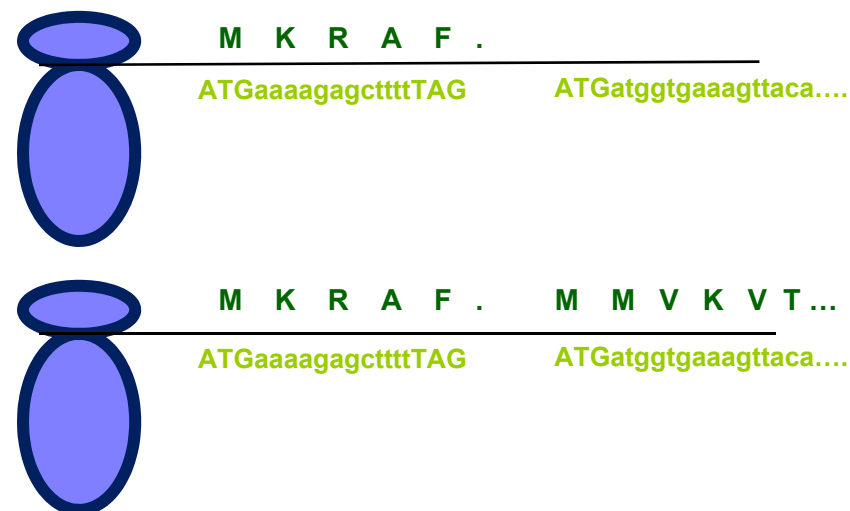 M K R A F .
ATGaaaagagcttttTAG ATGatggtgaaagttaca....
M K R A F . M M V K V T...
ATGaaaagagcttttTAG ATGatggtgaaagttaca....